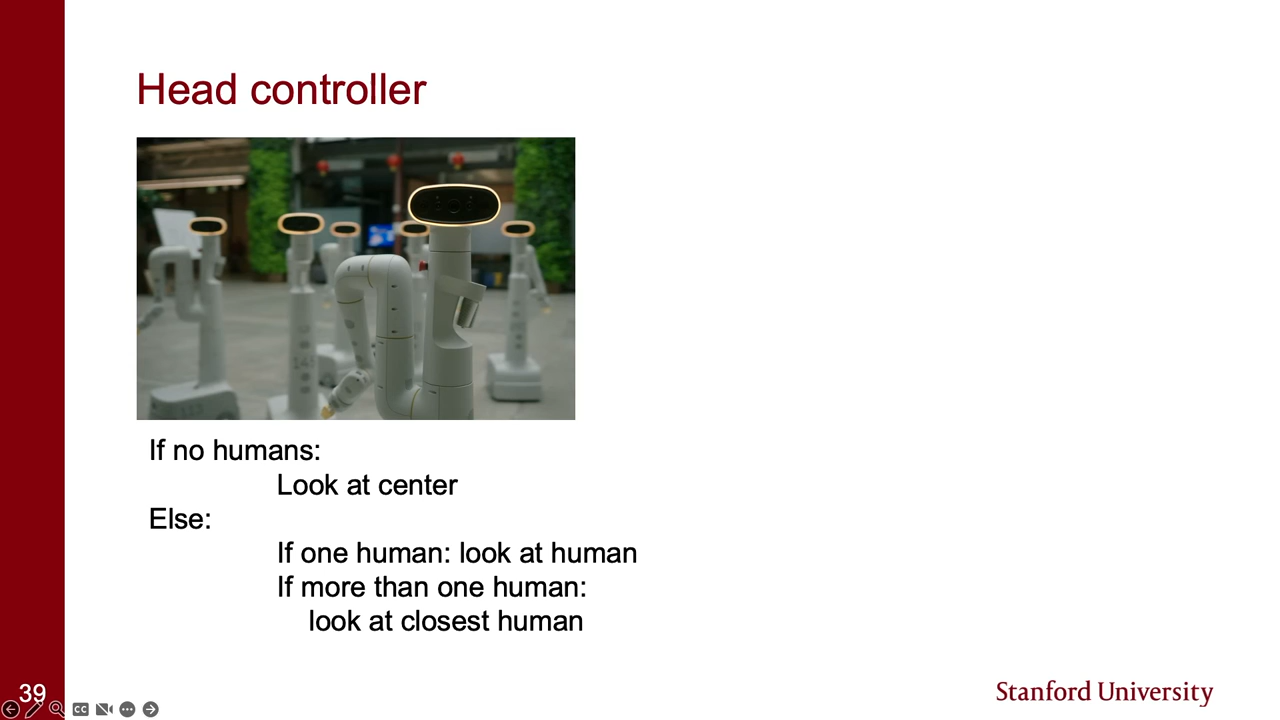 Head controller
If no humans:
Look at center
Else:
If one human: look at human
If more than one human:
look at closest human
39
CC
Stanford University